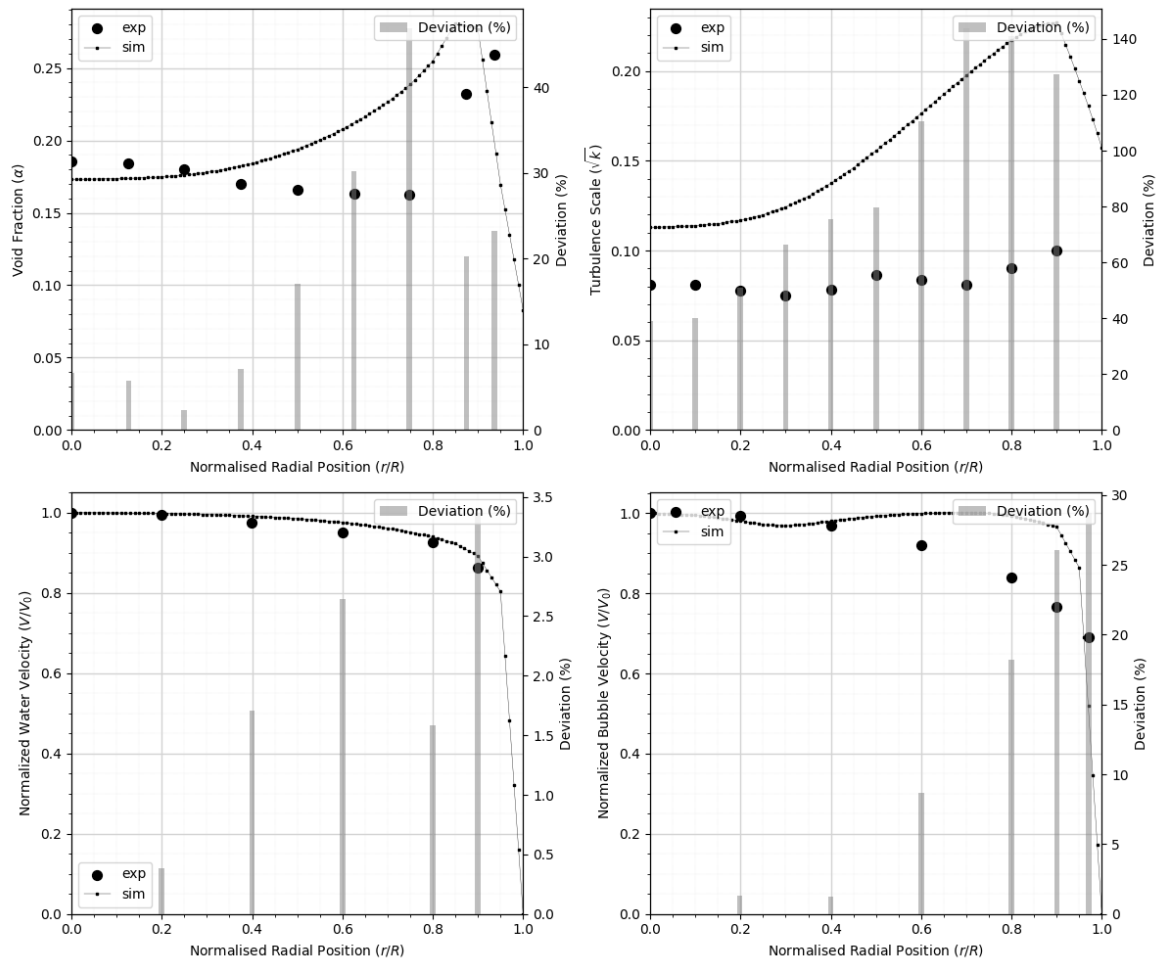 exp
sim
Deviation (%)
0.25
0.20
0.15
0.10
0.05
0.00
Void Fraction (α)
40
30
20
10
0
Deviation (%)
0.0 0.2 0.4 0.6 0.8 1.0
Normalised Radial Position (r/R)
exp
sim
Deviation (%)
0.20
0.15
0.10
0.05
0.00
Turbulence Scale (√k)
140
120
100
80
60
40
20
0
Deviation (%)
0.0 0.2 0.4 0.6 0.8 1.0
Normalised Radial Position (r/R)
Deviation (%)
1.0
0.8
0.6
0.4
0.2
0.0
Normalized Water Velocity (V/V₀)
3.5
3.0
2.5
2.0
1.5
1.0
0.5
0.0
Deviation (%)
exp
sim
0.0 0.2 0.4 0.6 0.8 1.0
Normalised Radial Position (r/R)
exp
sim
Deviation (%)
1.0
0.8
0.6
0.4
0.2
0.0
Normalized Bubble Velocity (V/V₀)
30
25
20
15
10
5
0
Deviation (%)
0.0 0.2 0.4 0.6 0.8 1.0
Normalised Radial Position (r/R)